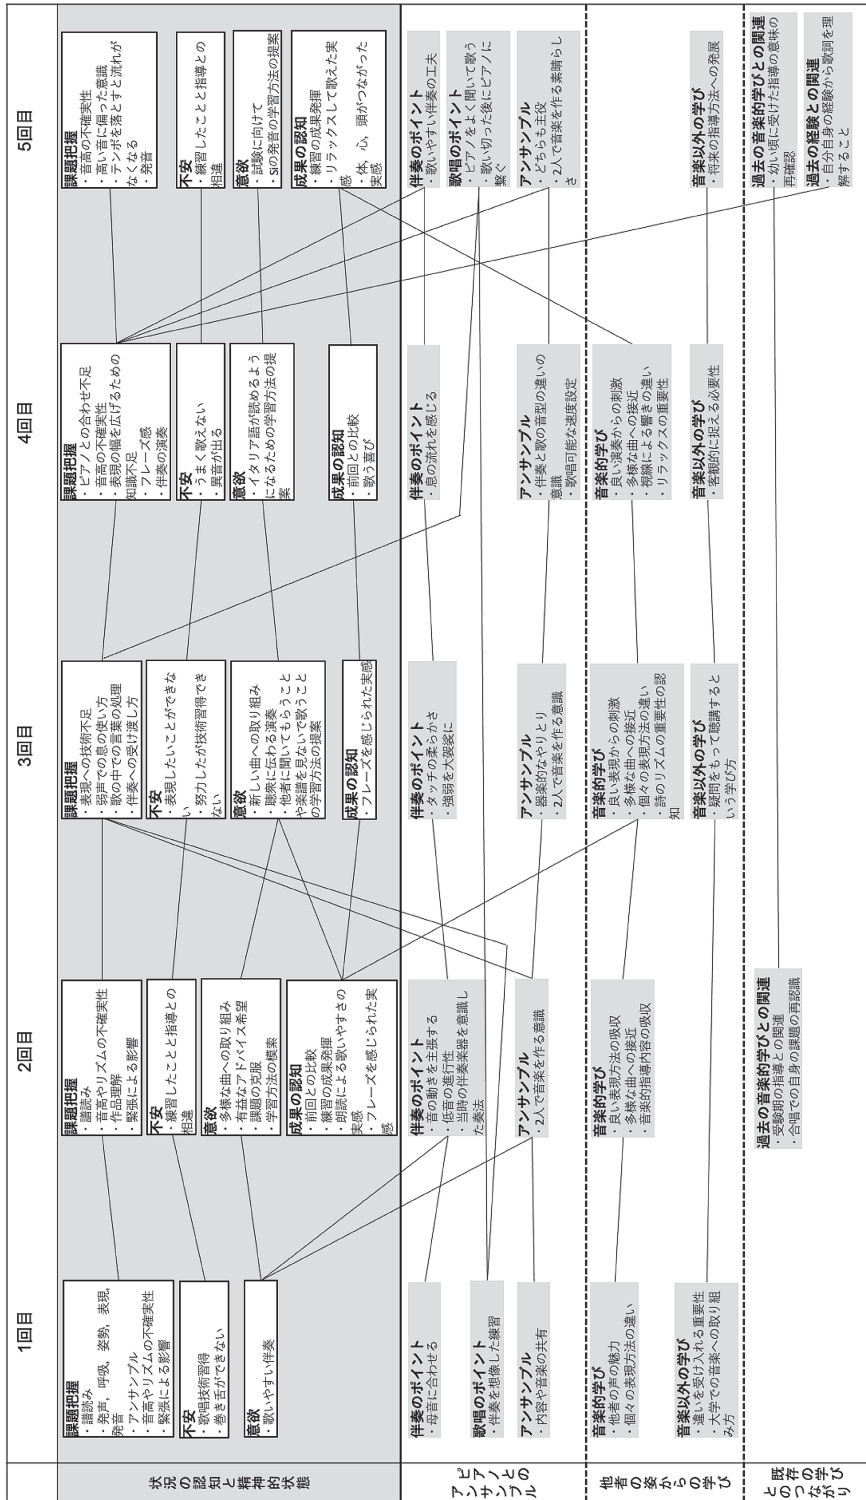 1回目
2回目
3回目
4回目
5回目
状況の認知と精神的状態
課題把握
・譜読み
・発声，呼吸，姿勢，表現，
発音
・アンサンブル
・音高やリズムの不確実性
・緊張による影響
不安
・歌唱技術習得
・巻き舌ができない
意欲
・歌いやすい伴奏
課題把握
・譜読み
・音高やリズムの不確実性
・作品理解
・緊張による影響
不安
・練習したことと指導との
相違
意欲
・多様な曲への取り組み
・有益なアドバイス希望
・課題の克服
・学習方法の模索
成果の認知
・前回との比較
・練習の成果発揮
・朗読による歌いやすさの
実感
・フレーズを感じられた実
感
課題把握
・表現への技術不足
・弱声での息の使い方
・歌の中での言葉の処理
・伴奏への受け渡し方
不安
・表現したいことができな
い
・努力したが技術習得でき
ない
意欲
・新しい曲への取り組み
・聴衆に伝わる演奏
・他者に聞いてもらうこと
や楽譜を見ないで歌うこと
の学習方法の提案
成果の認知
・フレーズを感じられた実感
課題把握
・ピアノとの合わせ不足
・音高の不確実性
・表現の幅を広げるための
知識不足
・フレーズ感
・伴奏の演奏
不安
・うまく歌えない
・異音が出る
意欲
・イタリア語が読めるよう
になるための学習方法の提
案
成果の認知
・前回との比較
・歌う喜び
課題把握
・音高の不確実性
・高い音に偏った意識
・テンポを落とすと流れが
なくなる
・発音
不安
・練習したことと指導との
相違
意欲
・試験に向けて
・Siの発音の学習方法の提案
成果の認知
・練習の成果発揮
・リラックスして歌えた実
感
・体，心，頭がつながった
実感
ピアノとの
アンサンブル
伴奏のポイント
・母音に合わせる
歌唱のポイント
・伴奏を想像した練習
アンサンブル
・内容や音楽の共有
伴奏のポイント
・音の動きを主張する
・低音の進行性
・当時の伴奏楽器を意識し
た奏法
アンサンブル
・2人で音楽を作る意識
伴奏のポイント
・タッチの柔らかさ
・強弱を大袈裟に
アンサンブル
・器楽的なやりとり
・2人で音楽を作る意識
伴奏のポイント
・息の流れを感じる
アンサンブル
・伴奏と歌の音型の違いの
意識
・歌唱可能な速度設定
伴奏のポイント
・歌いやすい伴奏の工夫
歌唱のポイント
・ピアノをよく聞いて歌う
・歌い切った後にピアノに
繋ぐ
アンサンブル
・どちらも主役
・2人で音楽を作る素晴らし
さ
他者の姿からの学び
音楽的学び
・他者の声の魅力
・個々の表現方法の違い
音楽以外の学び
・違いを受け入れる重要性
・大学での音楽への取り組
み方
音楽的学び
・良い表現方法の吸収
・多様な曲への接近
・音楽的指導内容の吸収
音楽的学び
・良い表現からの刺激
・多様な曲への接近
・個々の表現方法の違い
・詩のリズムの重要性の認
知
音楽以外の学び
・疑問をもって聴講すると
いう学び方
音楽的学び
・良い演奏からの刺激
・多様な曲への接近
・視線による響きの違い
・リラックスの重要性
音楽以外の学び
・客観的に捉える必要性
音楽以外の学び
・将来の指導方法への発展
既存の学び
とのつながり
過去の音楽的学びとの関連
・受験期の指導との関連
・合唱での自身の課題の再認識
過去の音楽的学びとの関連
・幼い頃に受けた指導の意味の
再確認
過去の経験との関連
・自分自身の経験から歌詞を理
解すること